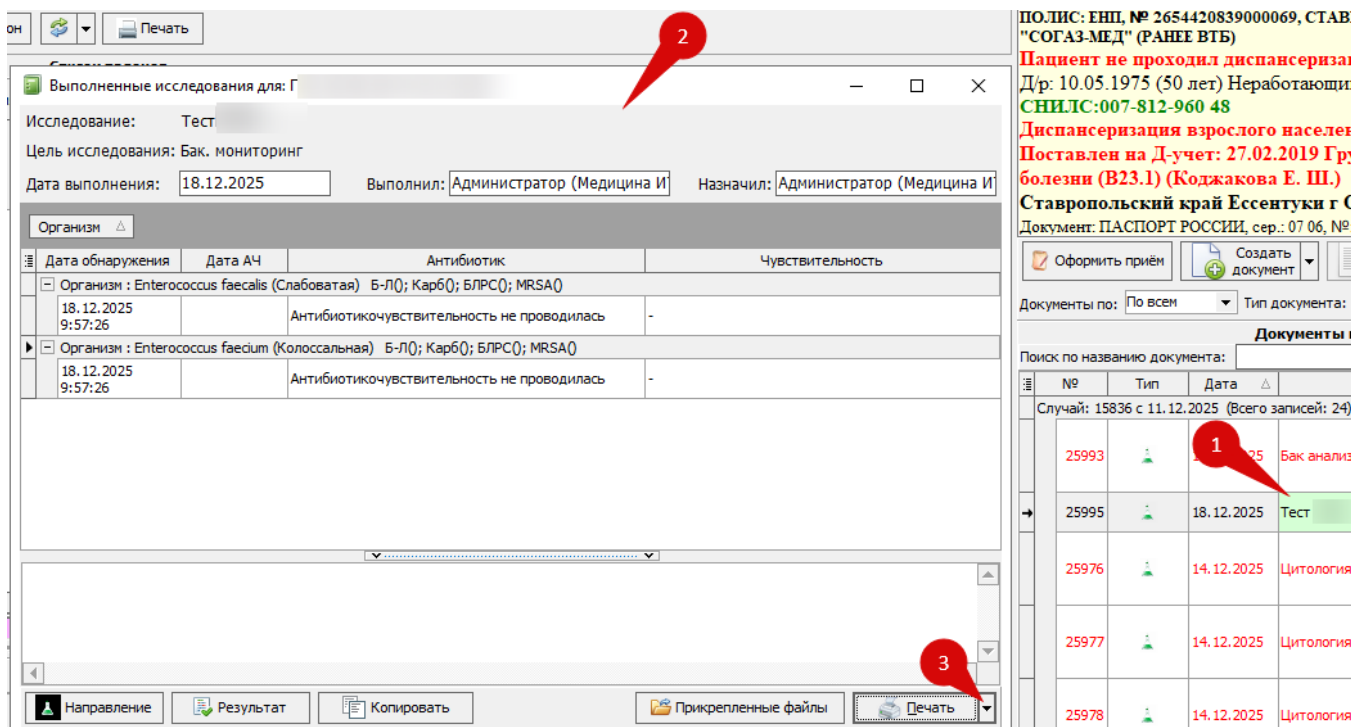 он
Печать
2
Выполненные исследования для: Г
Исследование: Тест
Цель исследования: Бак. мониторинг
Дата выполнения: 18.12.2025 Выполнил: Администратор (Медицина И Назначил: Администратор (Медицина И
Организм
Дата обнаружения Дата АЧ Антибиотик Чувствительность
Организм : Enterococcus faecalis (Слабоватая) Б-Л(); Карб(); БЛРС(); MRSA()
18.12.2025
9:57:26 Антибиотикочувствительность не проводилась -
Организм : Enterococcus faecium (Колоссальная) Б-Л(); Карб(); БЛРС(); MRSA()
18.12.2025
9:57:26 Антибиотикочувствительность не проводилась -
3
Направление Результат Копировать Прикрепленные файлы Печать
ПОЛИС: ЕНП, № 2654420839000069, СТАВ
"СОГАЗ-МЕД" (РАНЕЕ ВТБ)
Пациент не проходил диспансериза
Д/р: 10.05.1975 (50 лет) Неработающи
СНИЛС:007-812-960 48
Диспансеризация взрослого населен
Поставлен на Д-учет: 27.02.2019 Гр
болезни (B23.1) (Коджакова Е. Ш.)
Ставропольский край Ессентуки г
Документ: ПАСПОРТ РОССИИ, сер.: 07 06, №
Оформить приём Создать документ
Документы по: По всем Тип документа:
Документы
Поиск по названию документа:
№ Тип Дата
Случай: 15836 с 11.12.2025 (Всего записей: 24)
1
25993 25 Бак анализ
25995 18.12.2025 Тест
25976 14.12.2025 Цитология
25977 14.12.2025 Цитология
25978 14.12.2025 Цитология